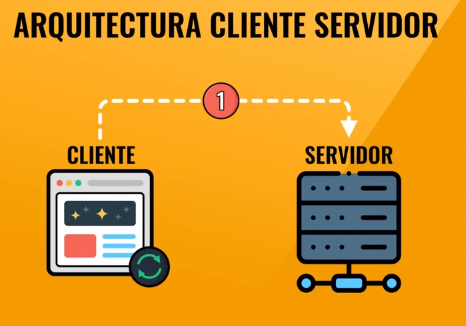 ARQUITECTURA CLIENTE SERVIDOR
1
CLIENTE
SERVIDOR